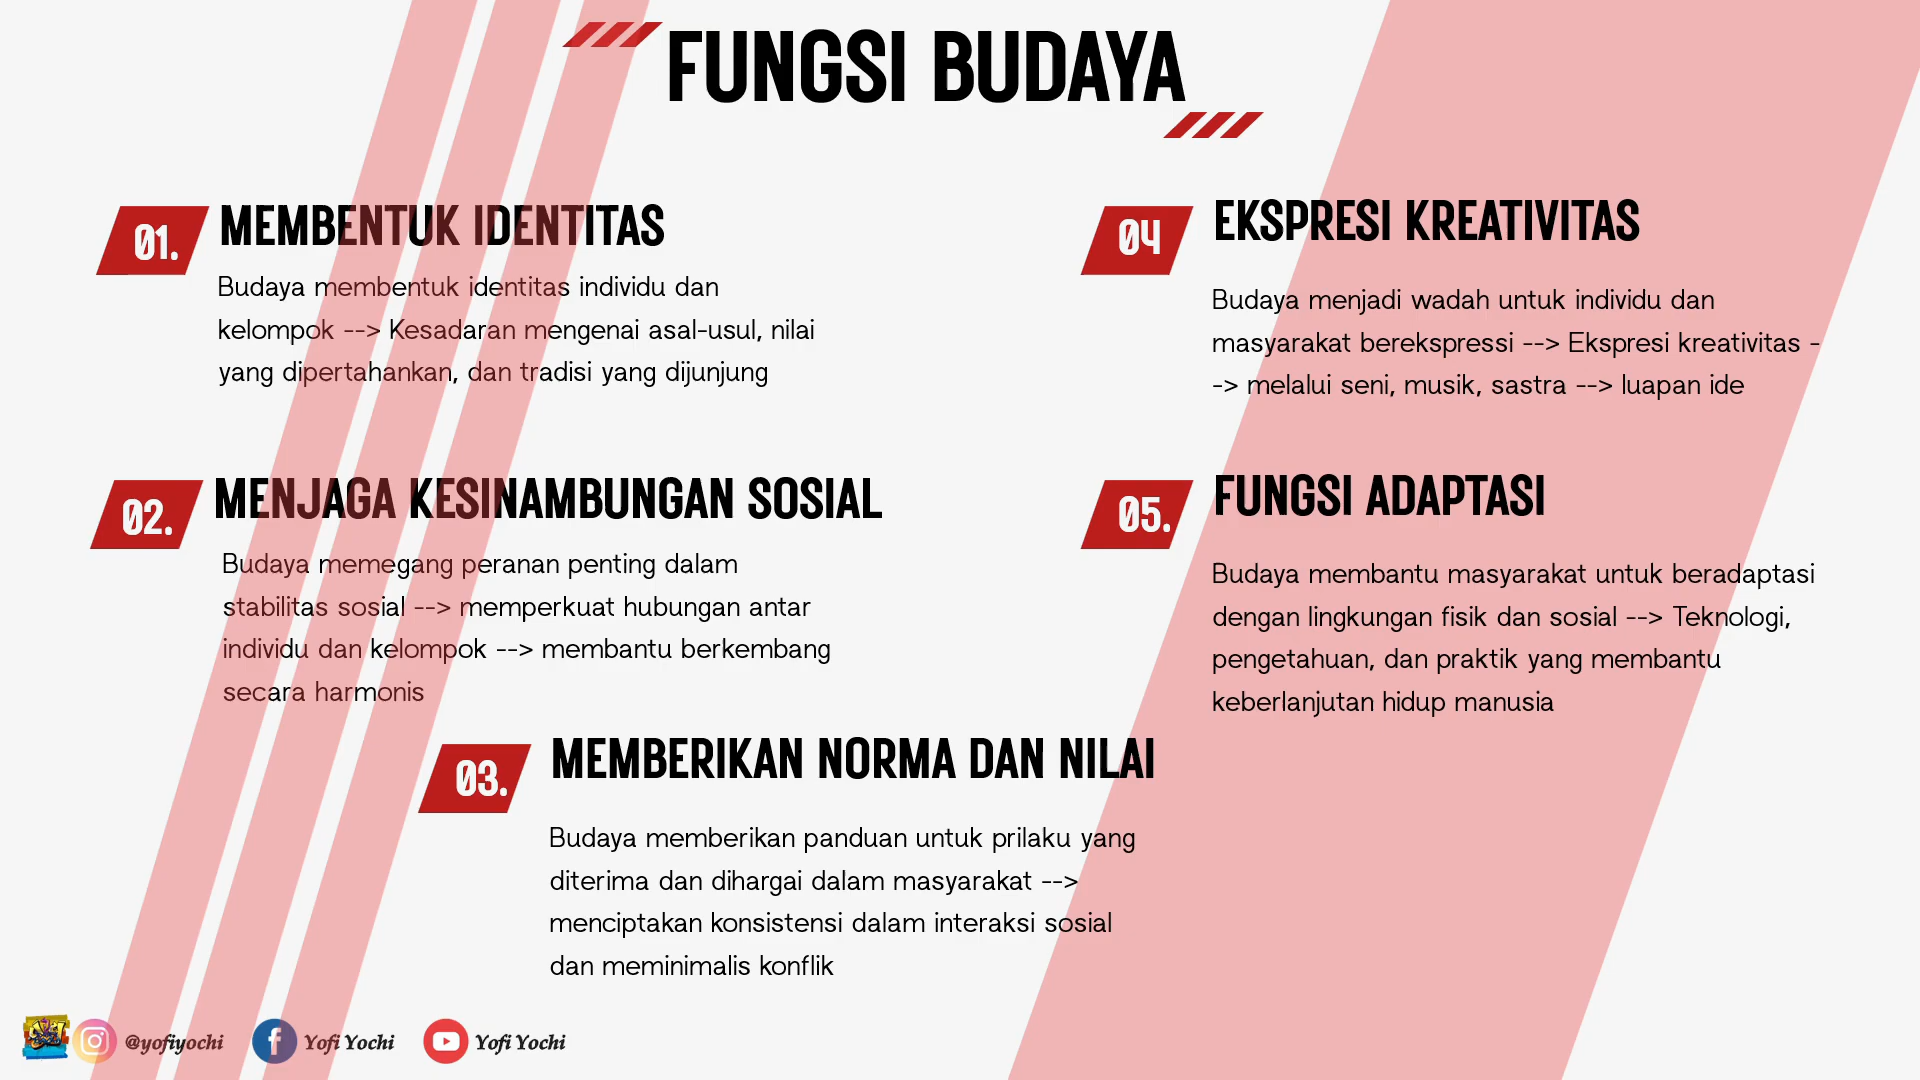 FUNGSI BUDAYA
01.
MEMBENTUK IDENTITAS
Budaya membentuk identitas individu dan
kelompok --> Kesadaran mengenai asal-usul, nilai
yang dipertahankan, dan tradisi yang dijunjung
02.
MENJAGA KESINAMBUNGAN SOSIAL
Budaya memegang peranan penting dalam
stabilitas sosial --> memperkuat hubungan antar
individu dan kelompok --> membantu berkembang
secara harmonis
03.
MEMBERIKAN NORMA DAN NILAI
Budaya memberikan panduan untuk prilaku yang
diterima dan dihargai dalam masyarakat -->
menciptakan konsistensi dalam interaksi sosial
dan meminimalis konflik
04
EKSPRESI KREATIVITAS
Budaya menjadi wadah untuk individu dan
masyarakat berekspressi --> Ekspresi kreativitas -
-> melalui seni, musik, sastra --> luapan ide
05.
FUNGSI ADAPTASI
Budaya membantu masyarakat untuk beradaptasi
dengan lingkungan fisik dan sosial --> Teknologi,
pengetahuan, dan praktik yang membantu
keberlanjutan hidup manusia
@yofiyochi
Yofi Yochi
Yofi Yochi